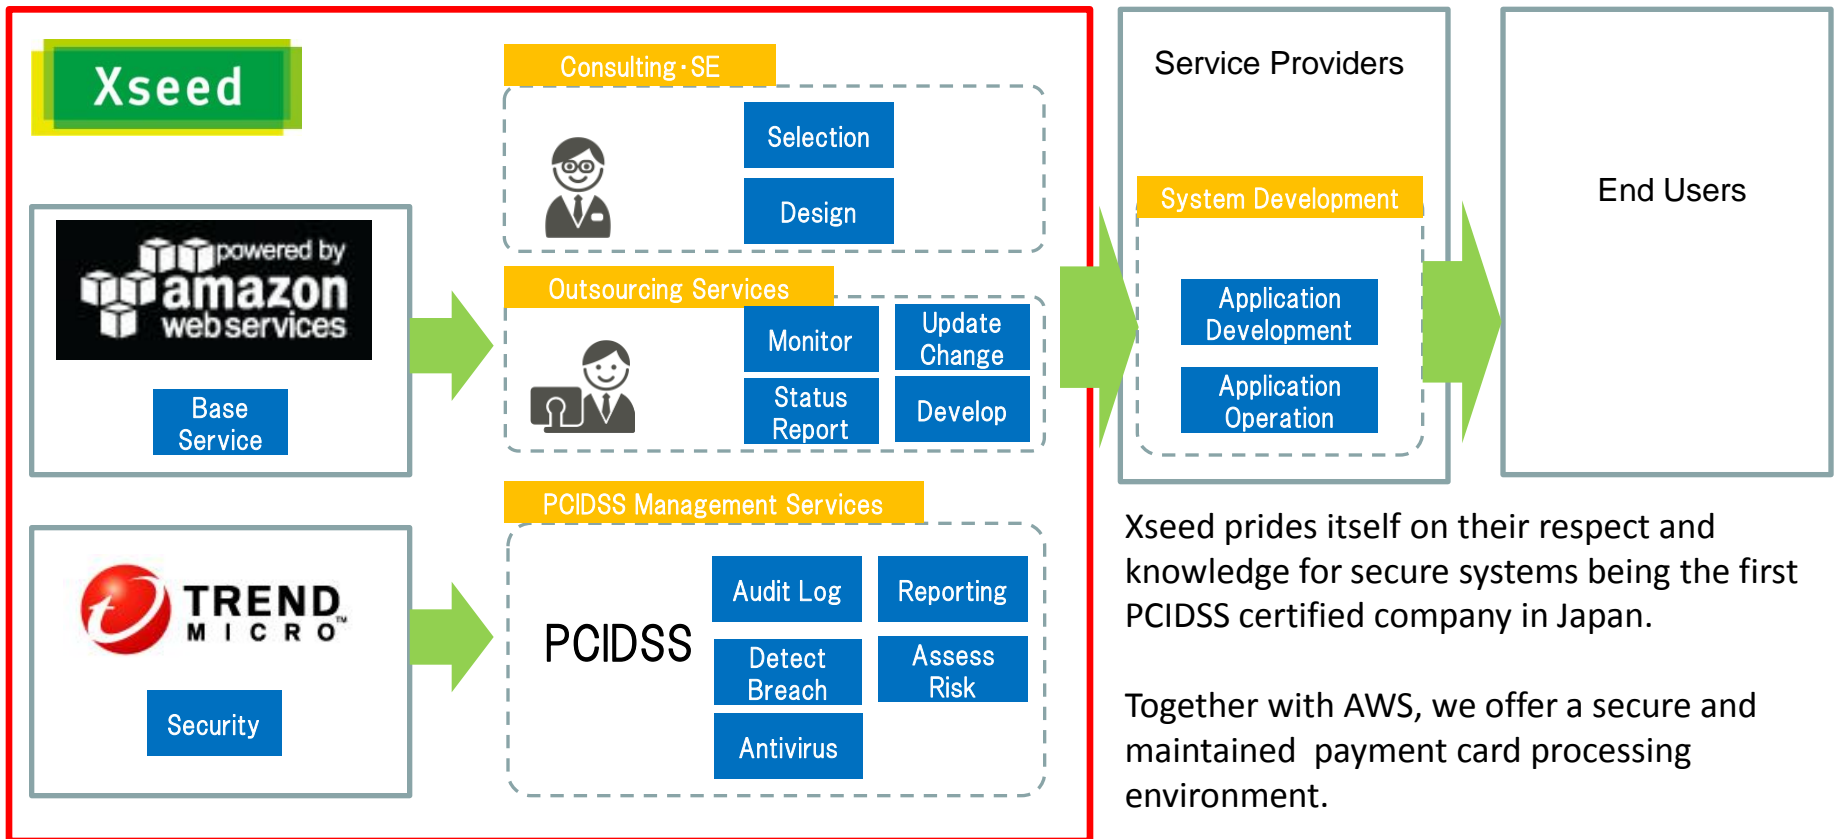 Xseed
powered by
amazon
web services
Base
Service
TREND
MICRO™
Security
Consulting・SE
Selection
Design
Outsourcing Services
Monitor
Update
Change
Status
Report
Develop
PCIDSS Management Services
PCIDSS
Audit Log
Reporting
Detect
Breach
Assess
Risk
Antivirus
Service Providers
System Development
Application
Development
Application
Operation
End Users
Xseed prides itself on their respect and
knowledge for secure systems being the first
PCIDSS certified company in Japan.
Together with AWS, we offer a secure and
maintained  payment card processing
environment.